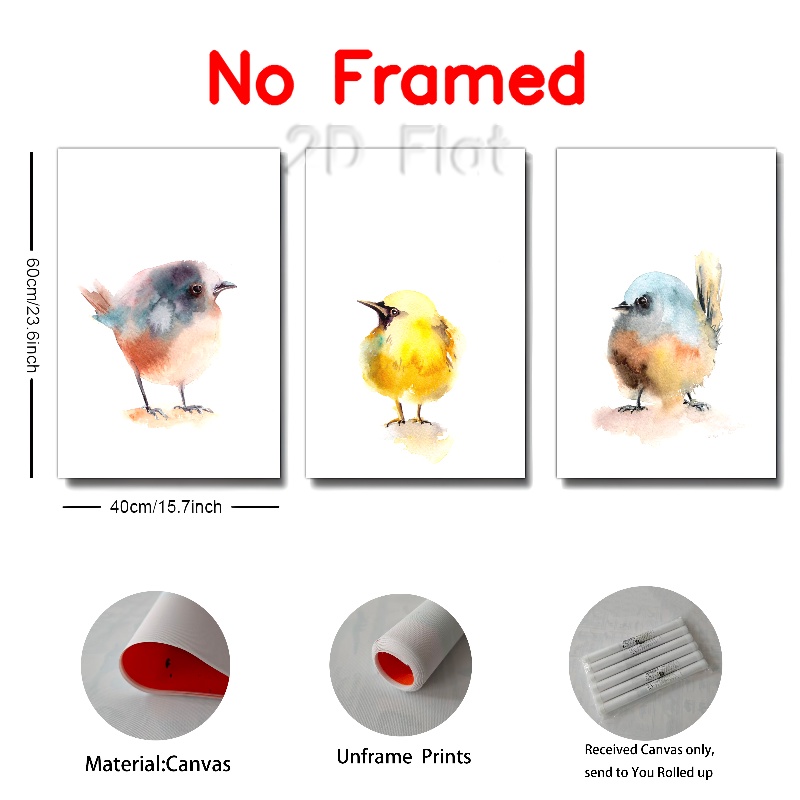 No Framed
2D Flat
60cm/23.6inch
40cm/15.7inch
Material:Canvas
Unframe Prints
Received Canvas only,
send to You Rolled up